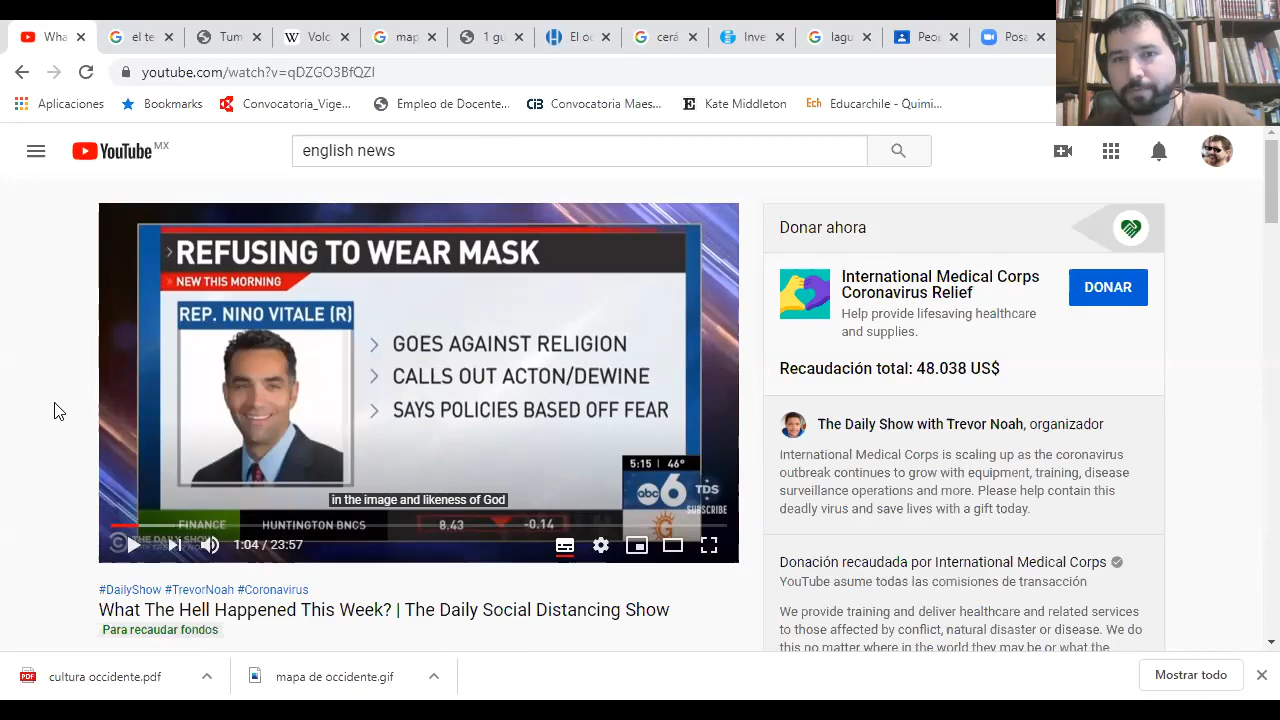 Wha
el te
Tum
Volc
map
1 gu
El oc
cerá
Inve
lagu
Peo
Posa
youtube.com/watch?v=qDZGO3BfQZI
Aplicaciones
Bookmarks
Convocatoria_Vige...
Empleo de Docente...
CiB Convocatoria Maes...
E Kate Middleton
Ech Educarchile - Quimi...
YouTube MX
english news
REFUSING TO WEAR MASK
NEW THIS MORNING
REP. NINO VITALE (R)
GOES AGAINST RELIGION
CALLS OUT ACTON/DEWINE
SAYS POLICIES BASED OFF FEAR
5:15 46°
abc 6 TDS
SUBSCRIBE
in the image and likeness of God
FINANCE HUNTINGTON BNCS 8.43 -0.14
THE DAILY SHOW
1:04 / 23:57
#DailyShow #TrevorNoah #Coronavirus
What The Hell Happened This Week? | The Daily Social Distancing Show
Para recaudar fondos
Donar ahora
International Medical Corps
Coronavirus Relief
DONAR
Help provide lifesaving healthcare
and supplies.
Recaudación total: 48.038 US$
The Daily Show with Trevor Noah, organizador
International Medical Corps is scaling up as the coronavirus
outbreak continues to grow with equipment, training, disease
surveillance operations and more. Please help contain this
deadly virus and save lives with a gift today.
Donación recaudada por International Medical Corps
YouTube asume todas las comisiones de transacción
We provide training and deliver healthcare and related services
to those affected by conflict, natural disaster or disease. We do
this no matter where in the world they may be or what the
PDF cultura occidente.pdf
mapa de occidente.gif
Mostrar todo